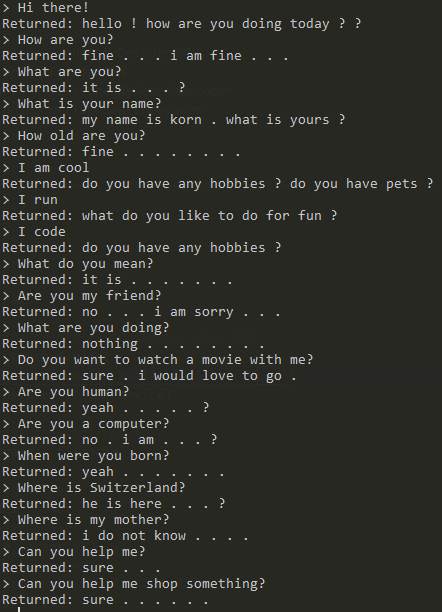 > Hi there!
Returned: hello ! how are you doing today ? ?
> How are you?
Returned: fine . . . i am fine . . .
> What are you?
Returned: it is . . . . ?
> What is your name?
Returned: my name is korn . what is yours ?
> How old are you?
Returned: fine . . . . . . . .
> I am cool
Returned: do you have any hobbies ? do you have pets ?
> I run
Returned: what do you like to do for fun ?
> I code
Returned: do you have any hobbies ?
> What do you mean?
Returned: it is . . . . . . .
> Are you my friend?
Returned: no . . . i am sorry . . .
> What are you doing?
Returned: nothing . . . . . . . .
> Do you want to watch a movie with me?
Returned: sure . i would love to go .
> Are you human?
Returned: yeah . . . . . ?
> Are you a computer?
Returned: no . i am . . . ?
> When were you born?
Returned: yeah . . . . . . .
> Where is Switzerland?
Returned: he is here . . . ?
> Where is my mother?
Returned: i do not know . . . .
> Can you help me?
Returned: sure . . .
> Can you help me shop something?
Returned: sure . . . . . .